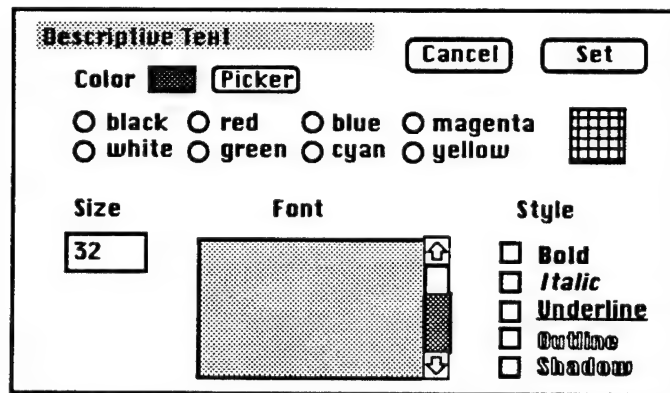 Descriptive Text
Cancel Set
Color Picker
black red blue magenta
white green cyan yellow
Size Font Style
32
Bold
Italic
Underline
Outline
Shadow